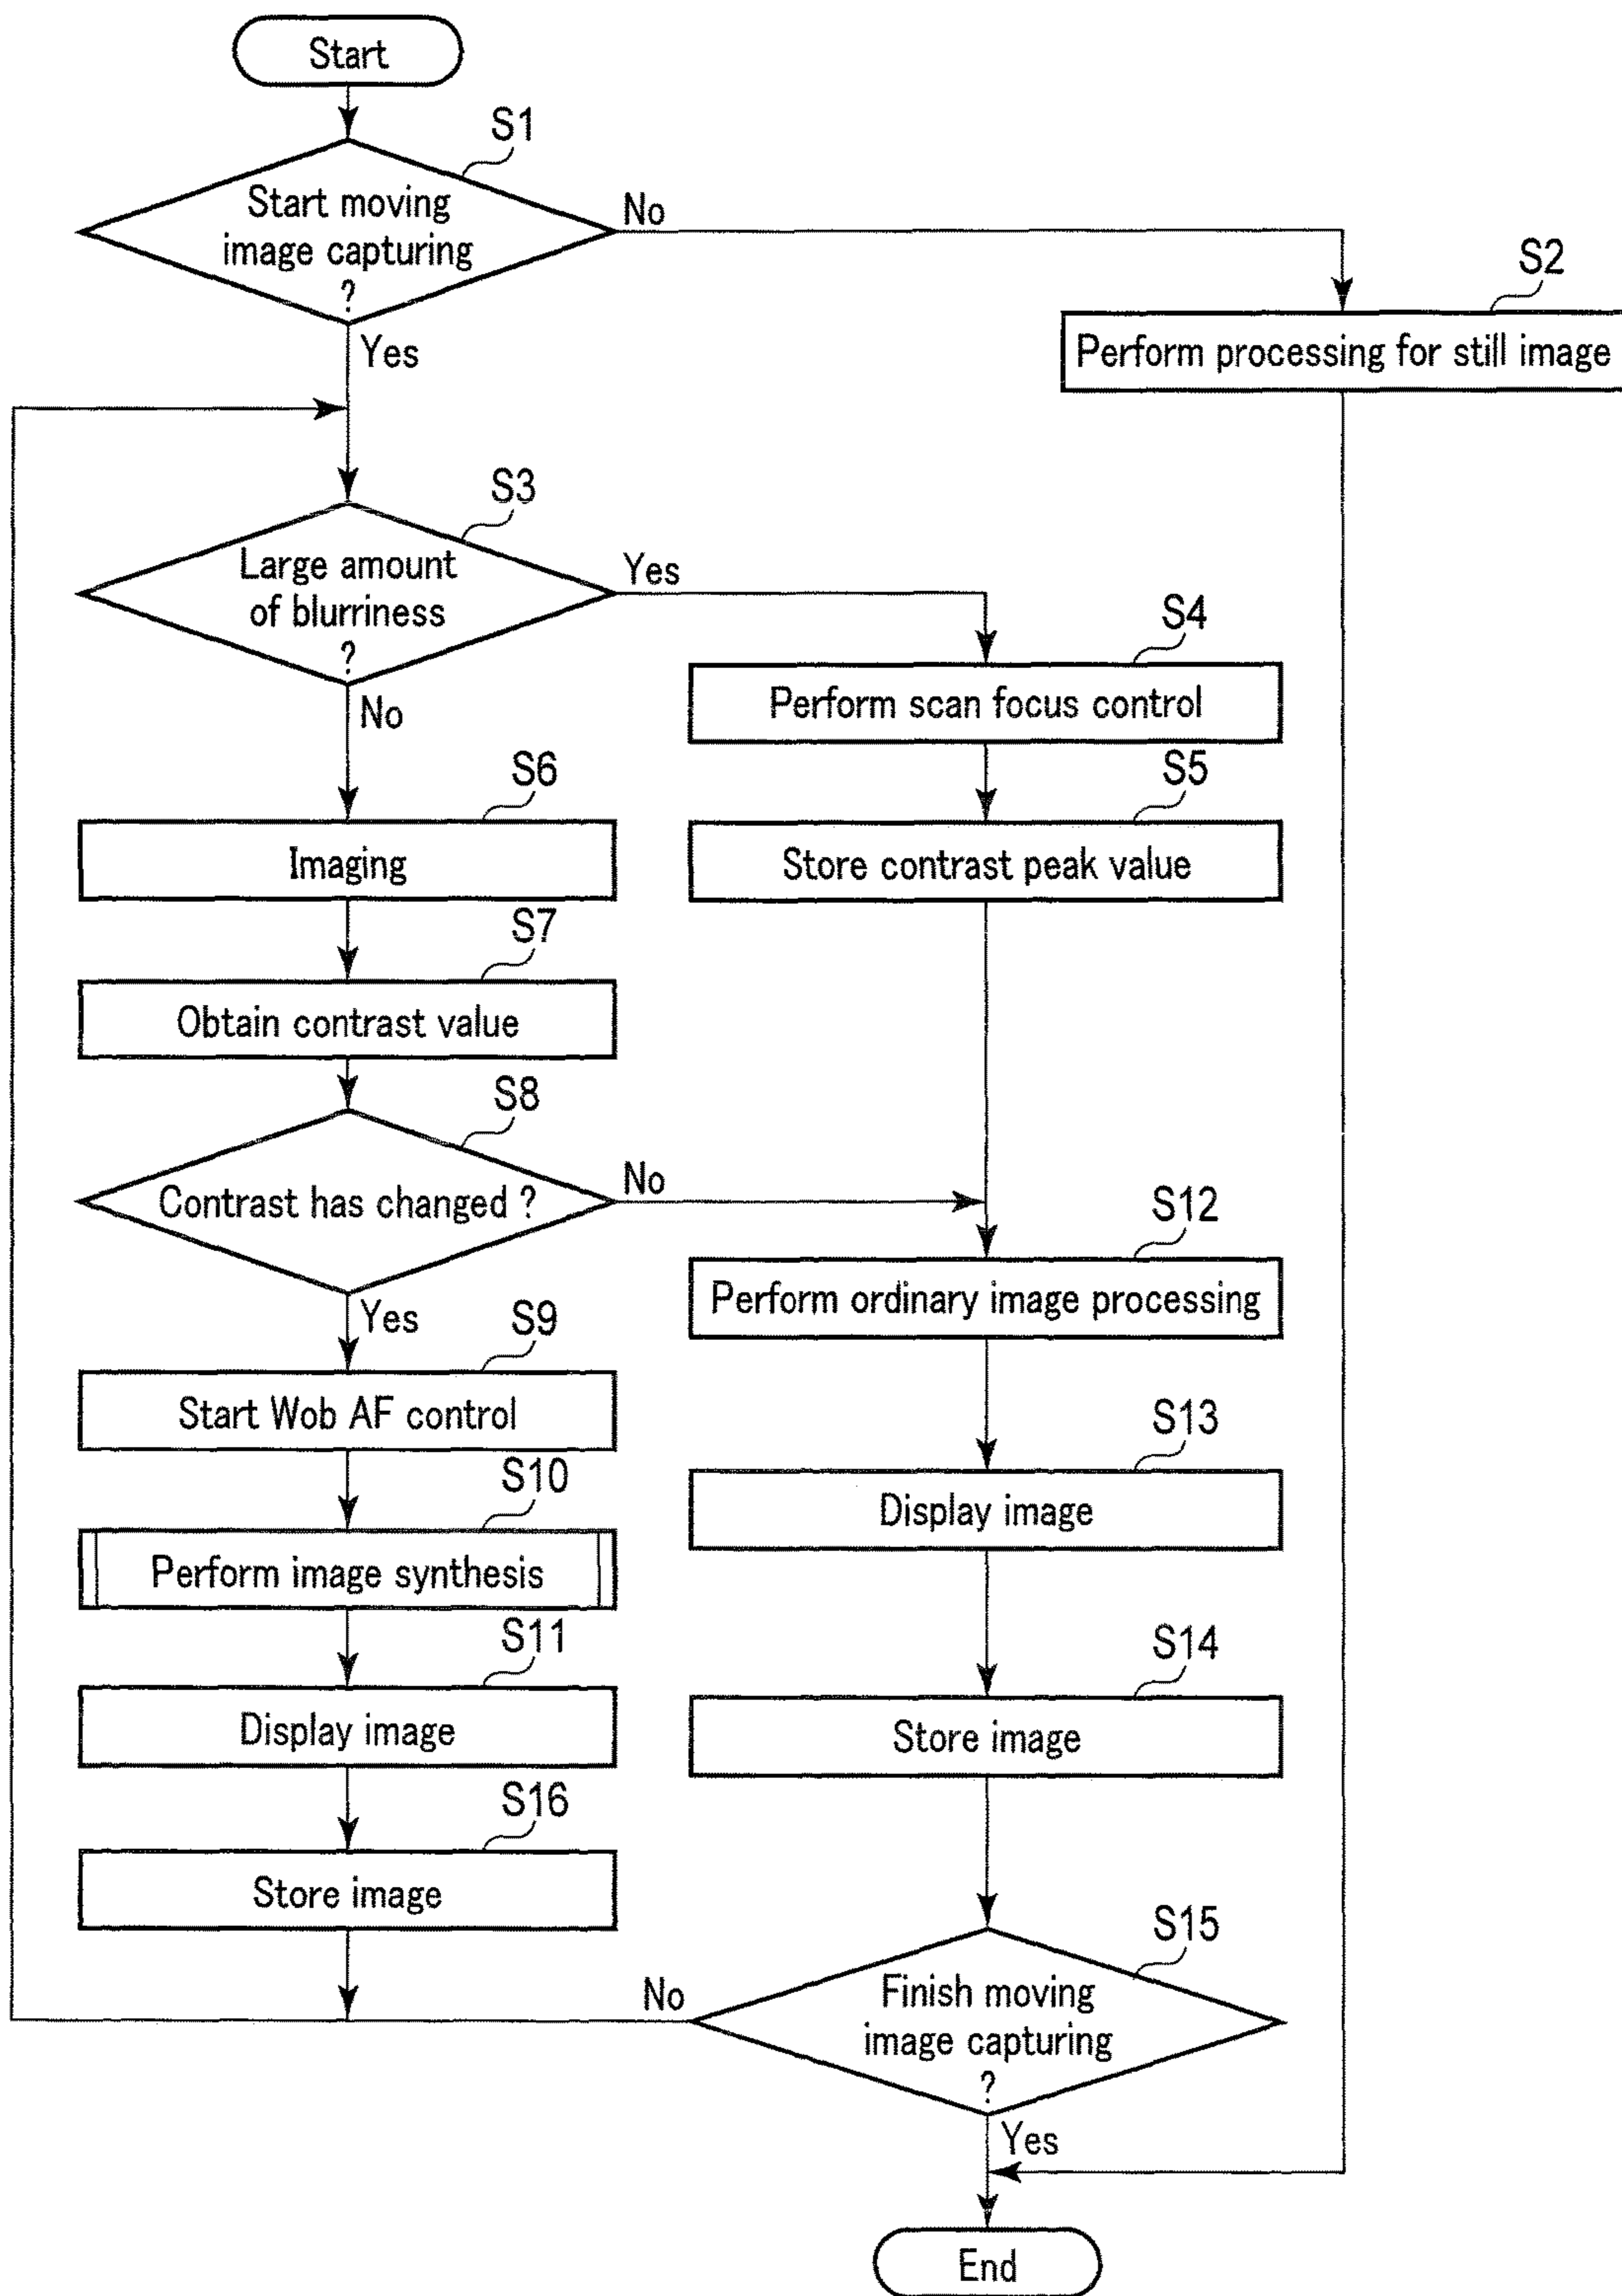 Start
S1
Start moving
image capturing
?
No
Yes
S2
Perform processing for still image
S3
Large amount
of blurriness
?
Yes
No
S4
Perform scan focus control
S5
Store contrast peak value
S6
Imaging
S7
Obtain contrast value
S8
Contrast has changed ?
No
Yes
S9
Start Wob AF control
S10
Perform image synthesis
S11
Display image
S16
Store image
S12
Perform ordinary image processing
S13
Display image
S14
Store image
S15
Finish moving
image capturing
?
No
Yes
End